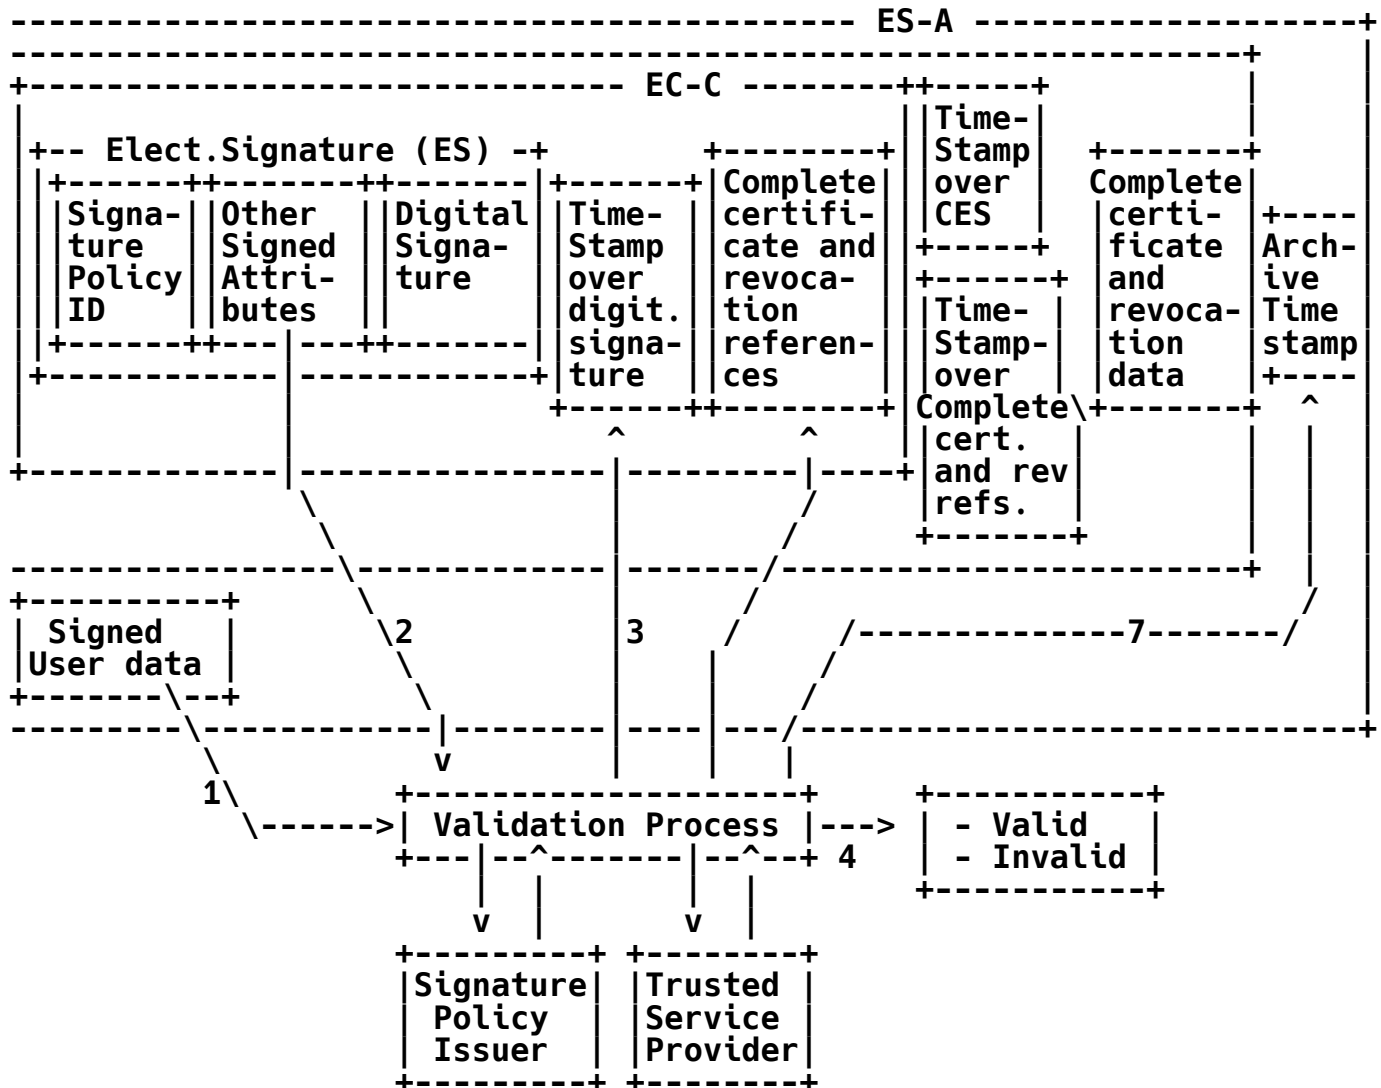 ES-A
EC-C
Time-
Elect.Signature (ES) Stamp
Complete over Complete
Signa- Other Digital Time- certifi- CES certi-
ture Signed Signa- Stamp cate and ficate Arch-
Policy Attri- ture over revoca- and ive
ID butes digit. tion Time- revoca- Time
signa- referen- Stamp- tion stamp
ture ces over data
Complete
cert.
and rev
refs.
Signed 2 3 7
User data
1
Validation Process - Valid
4 - Invalid
Signature Trusted
Policy Service
Issuer Provider